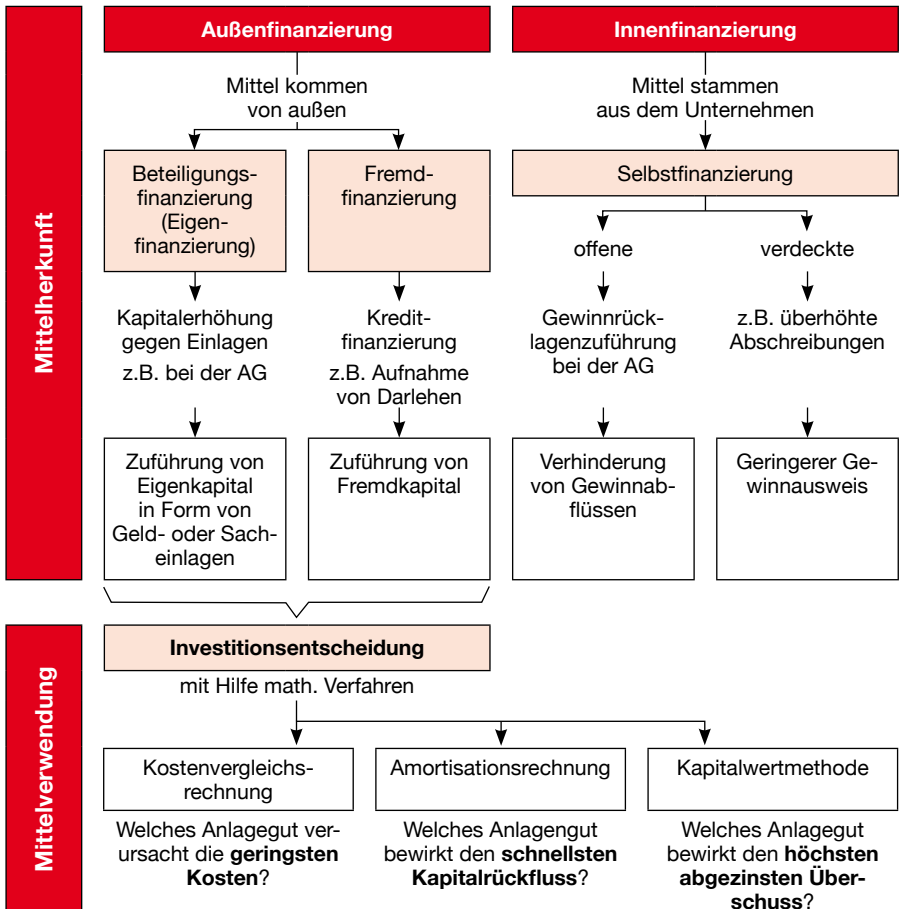 Mittelherkunft
Außenfinanzierung
Mittel kommen
von außen
Beteiligungs-
finanzierung
(Eigen-
finanzierung)
Kapitalerhöhung
gegen Einlagen
z.B. bei der AG
Zuführung von
Eigenkapital
in Form von
Geld- oder Sach-
einlagen
Fremd-
finanzierung
Kredit-
finanzierung
z.B. Aufnahme
von Darlehen
Zuführung von
Fremdkapital
Innenfinanzierung
Mittel stammen
aus dem Unternehmen
Selbstfinanzierung
offene
Gewinnrück-
lagenzuführung
bei der AG
Verhinderung
von Gewinnab-
flüssen
verdeckte
z.B. überhöhte
Abschreibungen
Geringerer Ge-
winnausweis
Mittelverwendung
Investitionsentscheidung
mit Hilfe math. Verfahren
Kostenvergleichs-
rechnung
Welches Anlagegut ver-
ursacht die geringsten
Kosten?
Amortisationsrechnung
Welches Anlagengut
bewirkt den schnellsten
Kapitalrückfluss?
Kapitalwertmethode
Welches Anlagegut
bewirkt den höchsten
abgezinsten Über-
schuss?